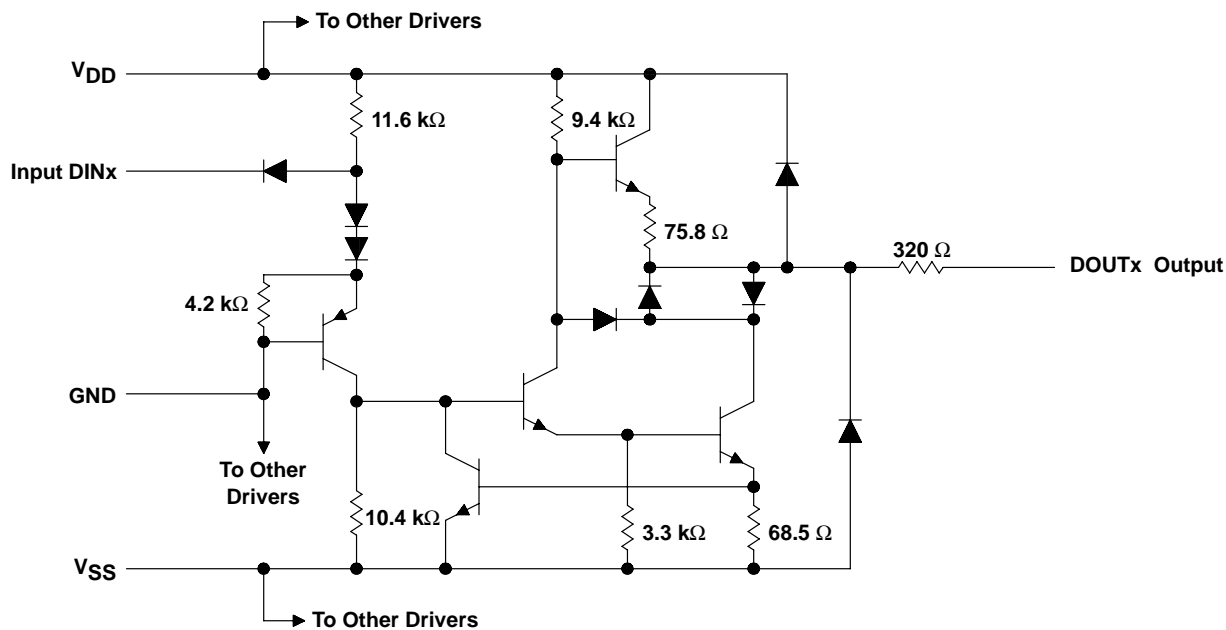 To Other Drivers
VDD
11.6 kΩ
9.4 kΩ
Input DINx
75.8 Ω
320 Ω
DOUTx Output
4.2 kΩ
GND
To Other
Drivers
10.4 kΩ
3.3 kΩ
68.5 Ω
VSS
To Other Drivers